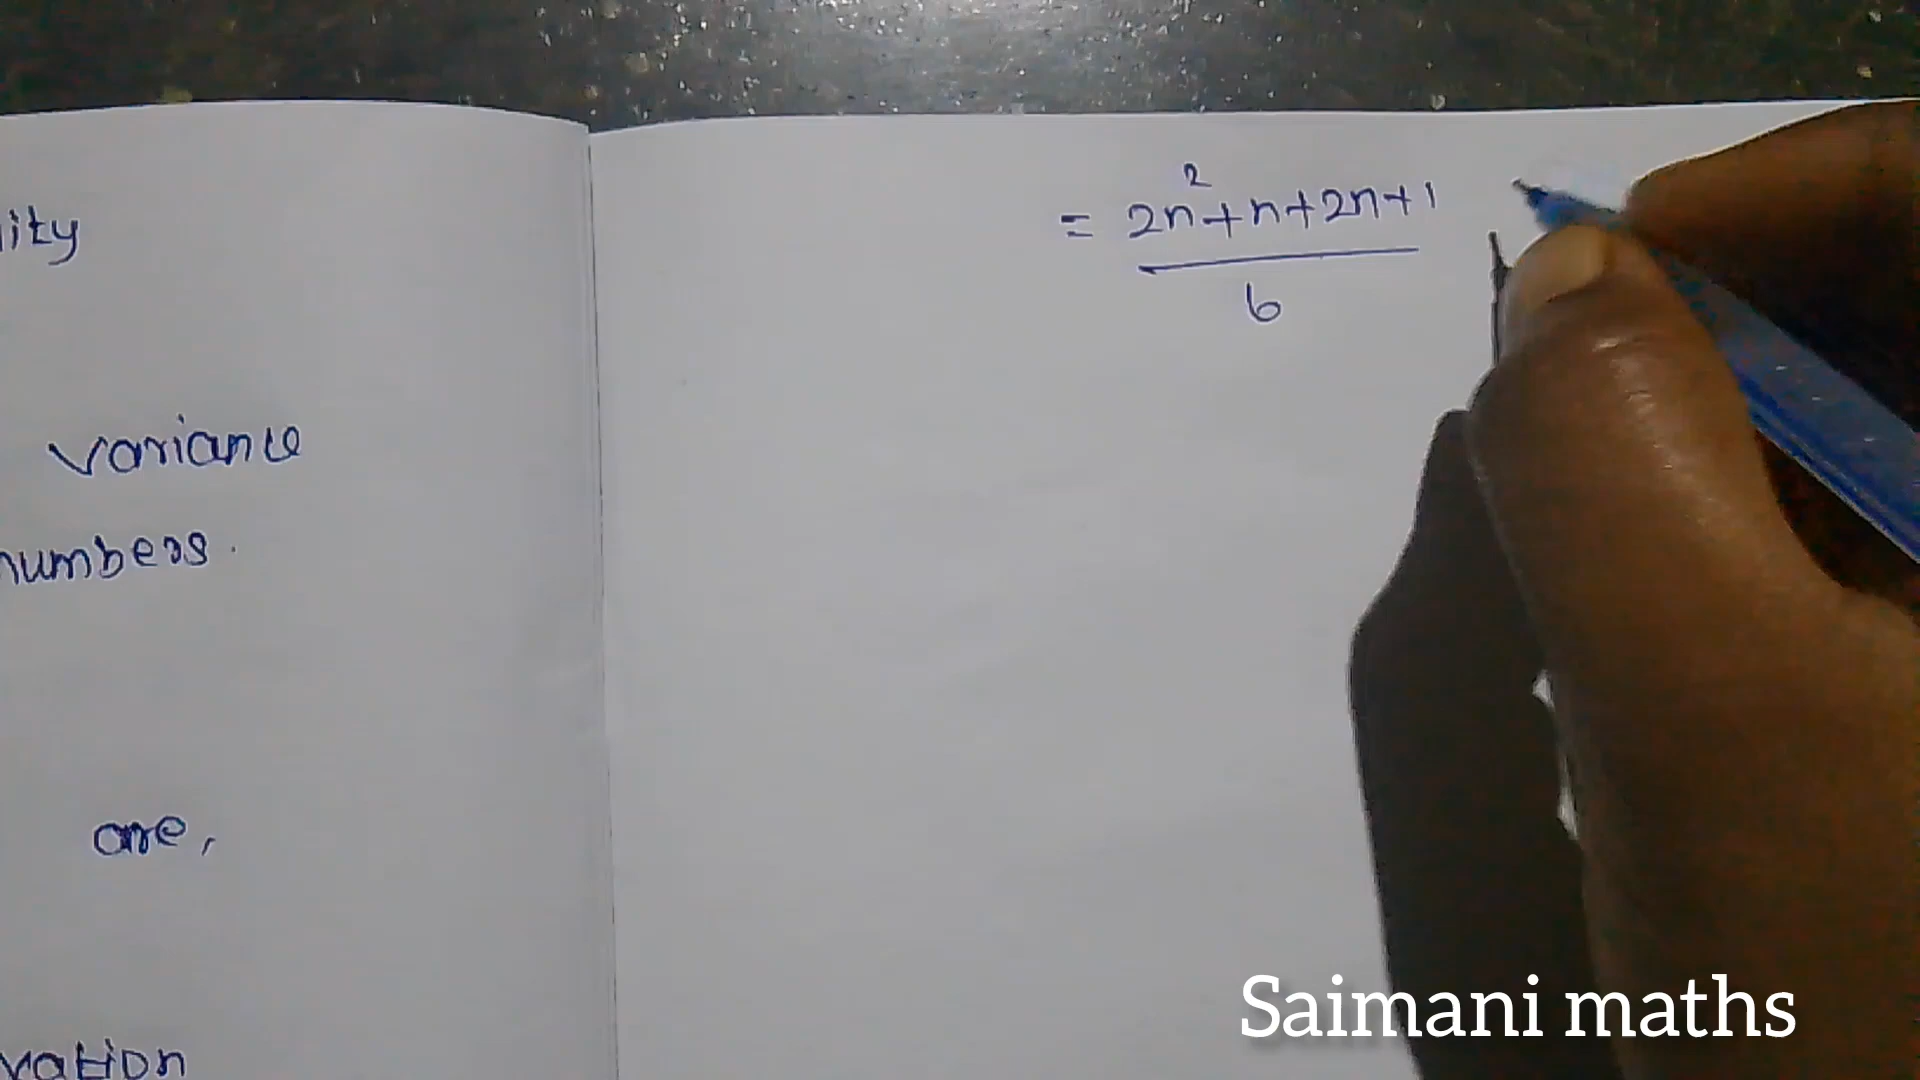 ity
variance
numbers.
are,
vation
= 2n²+n+2n+1
6
Saimani maths